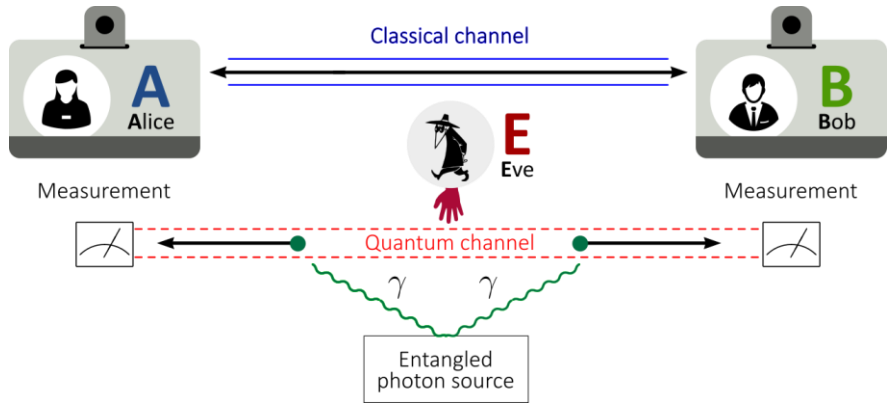 Classical channel
A
Alice
B
Bob
E
Eve
Measurement
Measurement
Quantum channel
γ
γ
Entangled
photon source